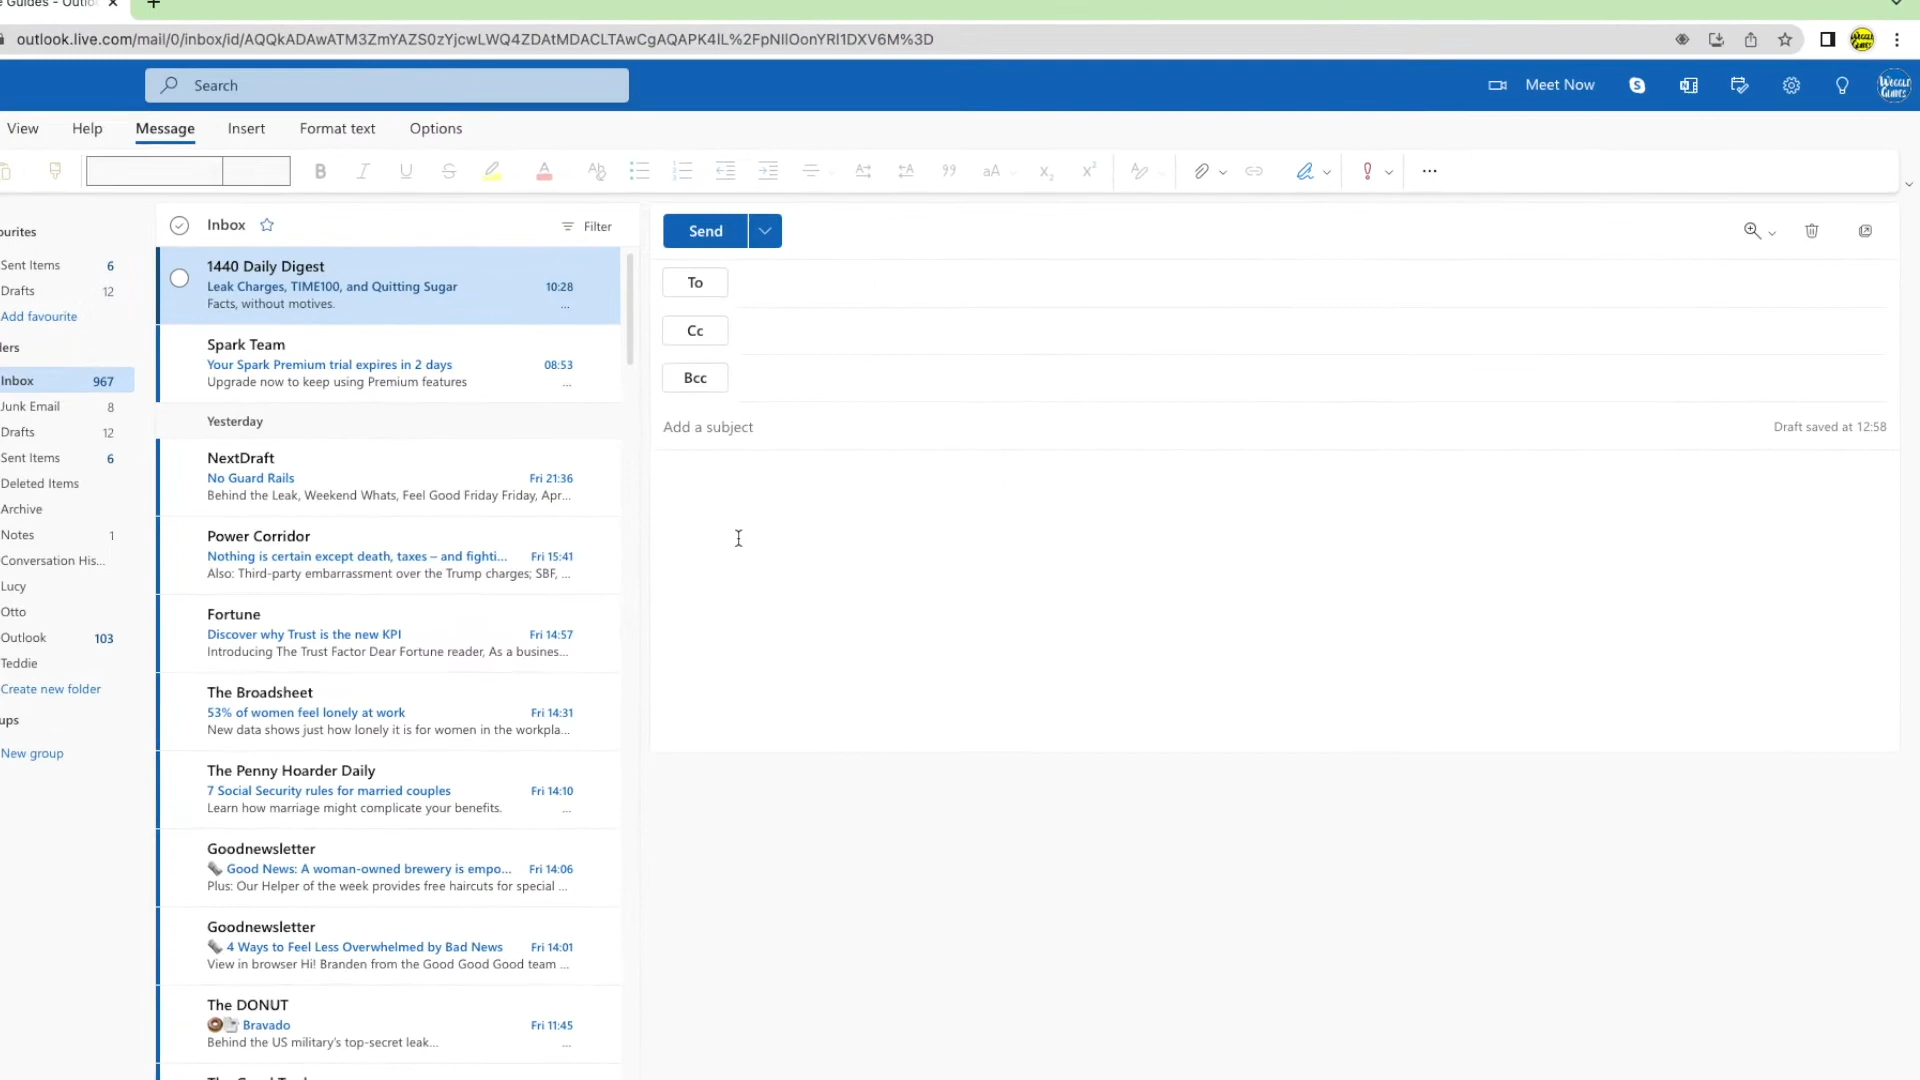 e Guides - Outlo
outlook.live.com/mail/0/inbox/id/AQQkADAwATM3ZmYAZS0zYjcwLWQ4ZDAtMDACLTAwCgAQAPK4IL%2FpNIlOonYRI1DXV6M%3D
Search
Meet Now
View Help Message Insert Format text Options
Inbox
Filter
Send
ourites
Sent Items 6
Drafts 12
Add favourite
ders
Inbox 967
Junk Email 8
Drafts 12
Sent Items 6
Deleted Items
Archive
Notes 1
Conversation His...
Lucy
Otto
Outlook 103
Teddie
Create new folder
ups
New group
1440 Daily Digest
Leak Charges, TIME100, and Quitting Sugar 10:28
Facts, without motives. ...
Spark Team
Your Spark Premium trial expires in 2 days 08:53
Upgrade now to keep using Premium features ...
Yesterday
NextDraft
No Guard Rails Fri 21:36
Behind the Leak, Weekend Whats, Feel Good Friday Friday, Apr...
Power Corridor
Nothing is certain except death, taxes – and fighti... Fri 15:41
Also: Third-party embarrassment over the Trump charges; SBF, ...
Fortune
Discover why Trust is the new KPI Fri 14:57
Introducing The Trust Factor Dear Fortune reader, As a busines...
The Broadsheet
53% of women feel lonely at work Fri 14:31
New data shows just how lonely it is for women in the workpla...
The Penny Hoarder Daily
7 Social Security rules for married couples Fri 14:10
Learn how marriage might complicate your benefits. ...
Goodnewsletter
Good News: A woman-owned brewery is empo... Fri 14:06
Plus: Our Helper of the week provides free haircuts for special ...
Goodnewsletter
4 Ways to Feel Less Overwhelmed by Bad News Fri 14:01
View in browser Hi! Branden from the Good Good Good team ...
The DONUT
Bravado Fri 11:45
Behind the US military's top-secret leak... ...
To
Cc
Bcc
Add a subject
Draft saved at 12:58